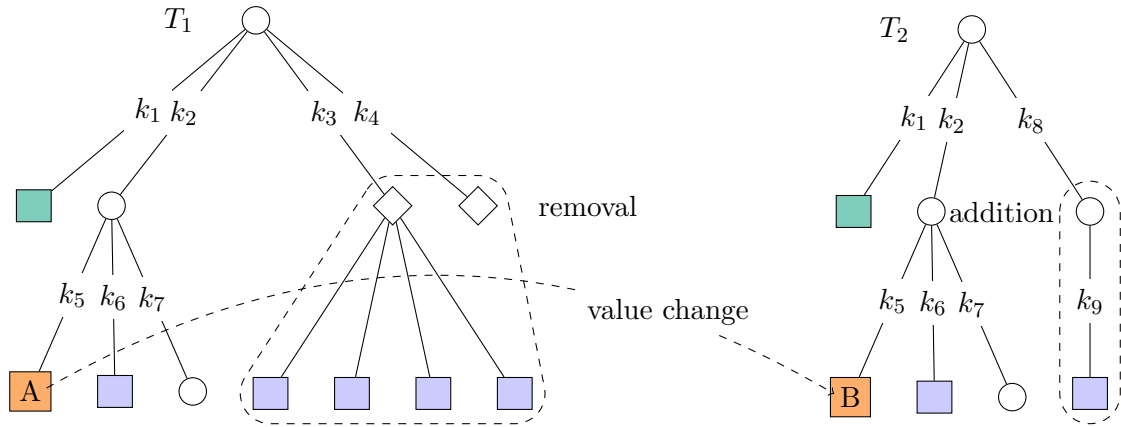 T₁
T₂
k₁ k₂ k₃ k₄
k₁ k₂ k₈
removal
addition
k₅ k₆ k₇
k₅ k₆ k₇ k₉
value change
A
B